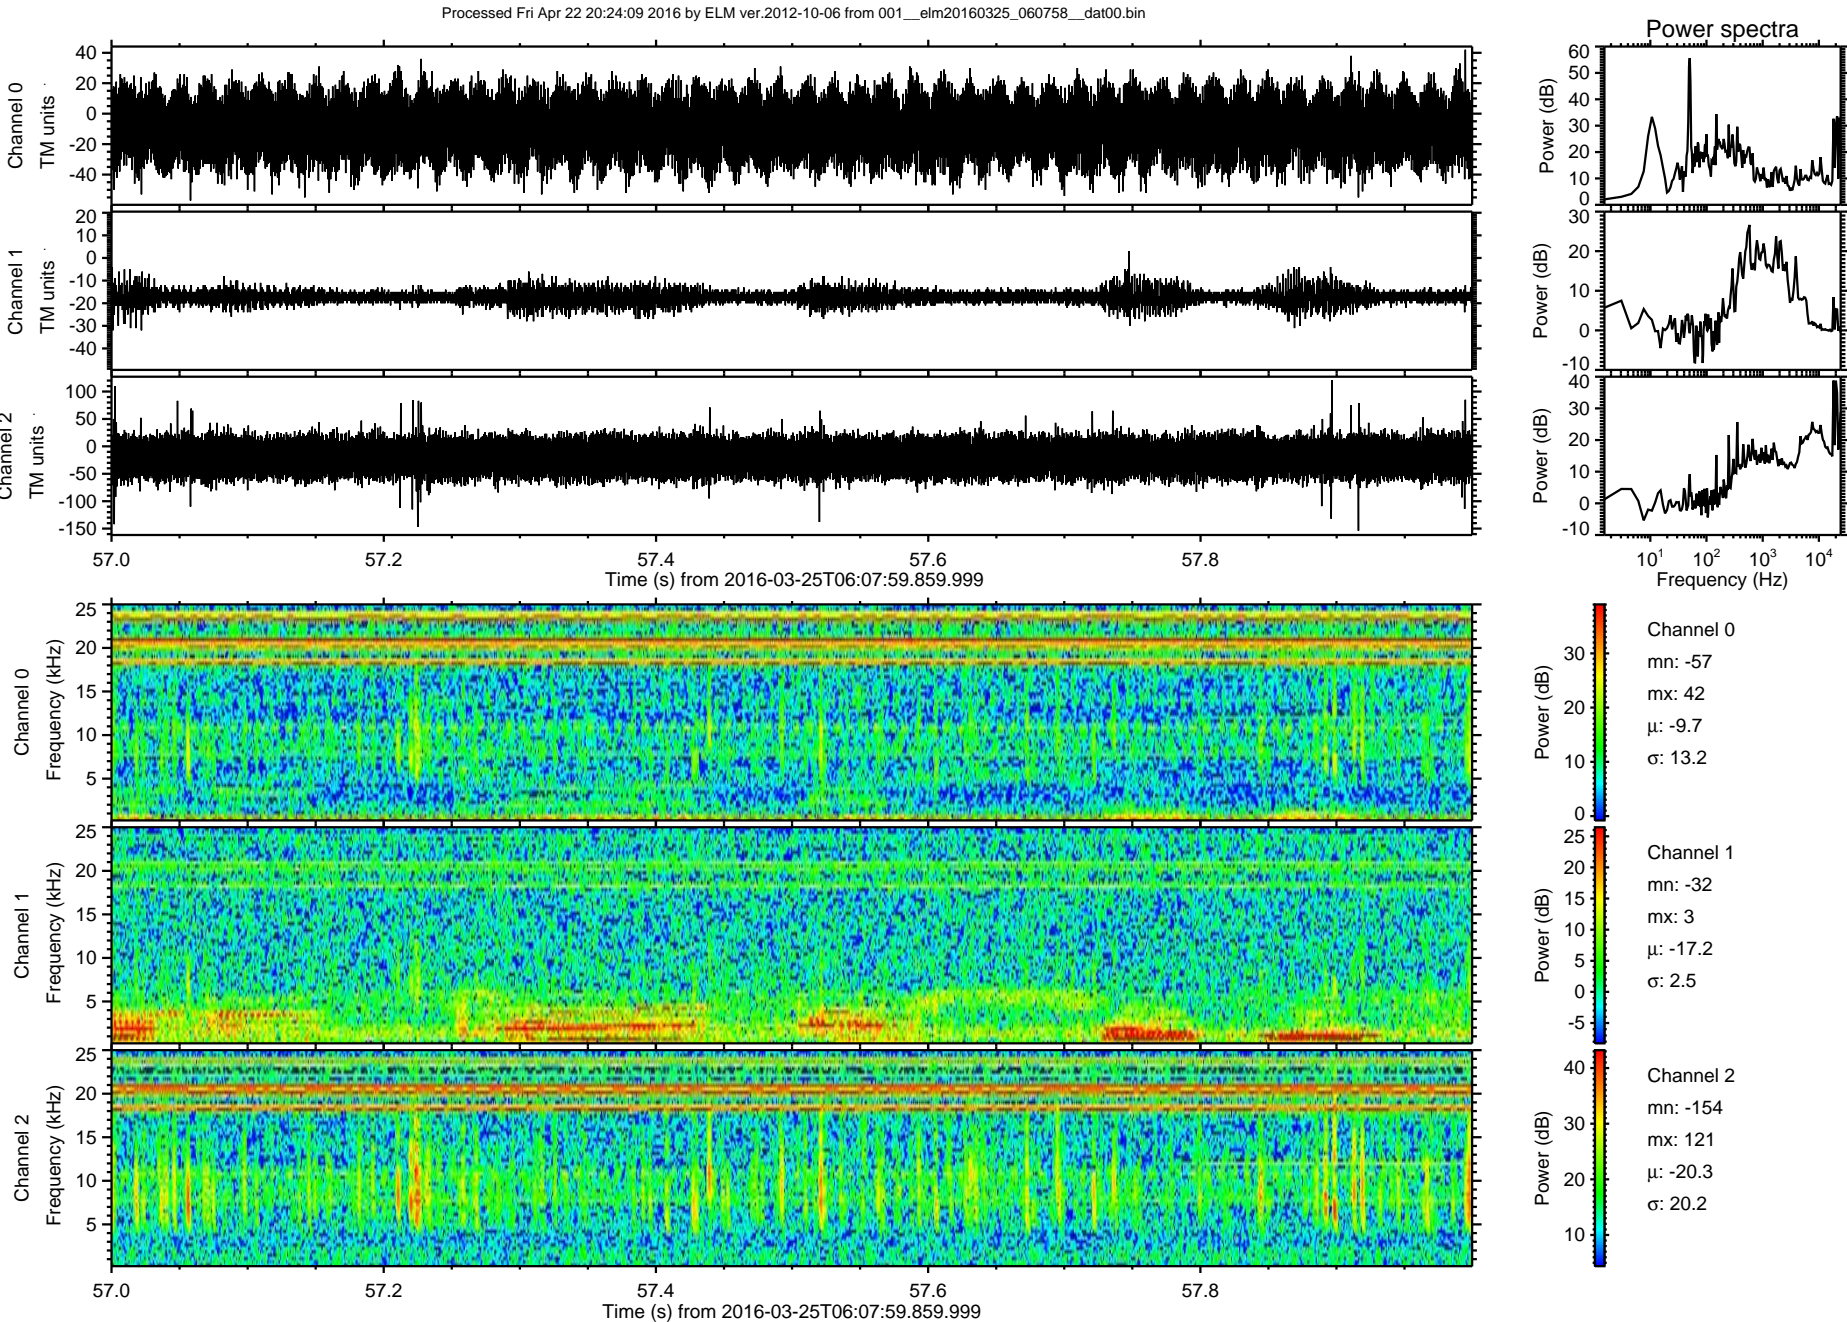 Processed Fri Apr 22 20:24:09 2016 by ELM ver.2012-10-06 from 001__elm20160325_060758__dat00.bin
Power spectra
Channel 0
TM units
40
20
0
-20
-40
Power (dB)
60
50
40
30
20
10
0
Channel 1
TM units
20
10
0
-10
-20
-30
-40
Power (dB)
30
20
10
0
-10
Channel 2
TM units
100
50
0
-50
-100
-150
Power (dB)
40
30
20
10
0
-10
57.0 57.2 57.4 57.6 57.8
Time (s) from 2016-03-25T06:07:59.859.999
10¹ 10² 10³ 10⁴
Frequency (Hz)
Channel 0
Frequency (kHz)
25
20
15
10
5
Power (dB)
30
20
10
0
Channel 0
mn: -57
mx: 42
μ: -9.7
σ: 13.2
Channel 1
Frequency (kHz)
25
20
15
10
5
Power (dB)
25
20
15
10
5
0
-5
Channel 1
mn: -32
mx: 3
μ: -17.2
σ: 2.5
Channel 2
Frequency (kHz)
25
20
15
10
5
Power (dB)
40
30
20
10
Channel 2
mn: -154
mx: 121
μ: -20.3
σ: 20.2
57.0 57.2 57.4 57.6 57.8
Time (s) from 2016-03-25T06:07:59.859.999